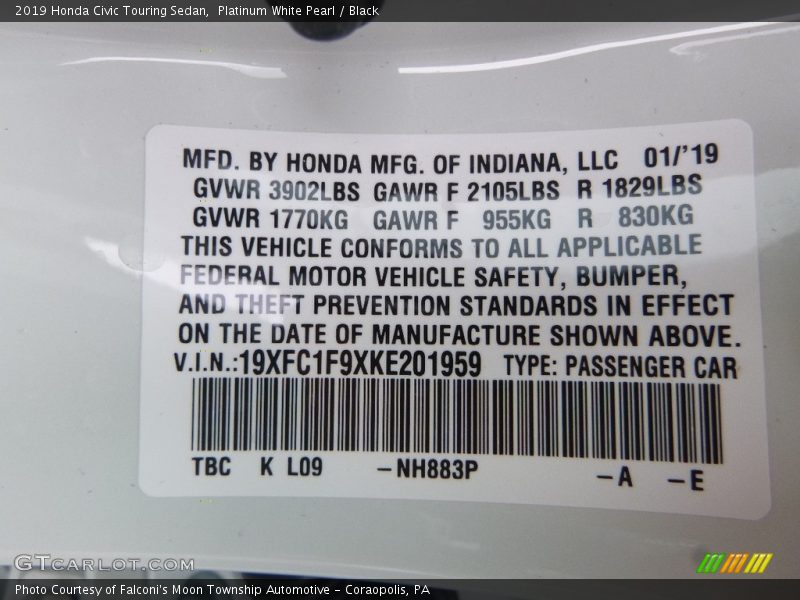 2019 Honda Civic Touring Sedan,  Platinum White Pearl / Black
MFD. BY HONDA MFG. OF INDIANA, LLC 01/'19
GVWR 3902LBS GAWR F 2105LBS R 1829LBS
GVWR 1770KG GAWR F 955KG R 830KG
THIS VEHICLE CONFORMS TO ALL APPLICABLE
FEDERAL MOTOR VEHICLE SAFETY, BUMPER,
AND THEFT PREVENTION STANDARDS IN EFFECT
ON THE DATE OF MANUFACTURE SHOWN ABOVE.
V.I.N.:19XFC1F9XKE201959 TYPE: PASSENGER CAR
TBC K L09 –NH883P –A –E
GTCARLOT.COM
Photo Courtesy of Falconi's Moon Township Automotive – Coraopolis, PA